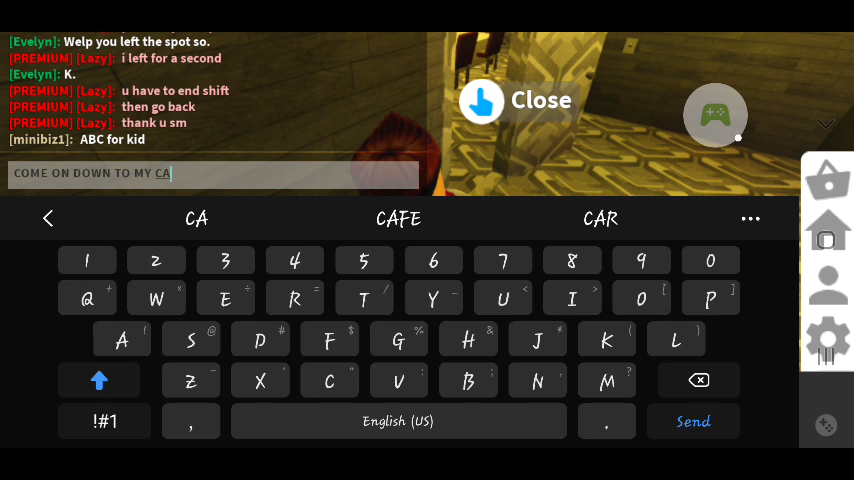 [Evelyn]: Welp you left the spot so.
[PREMIUM] [Lazy]: i left for a second
[Evelyn]: K.
[PREMIUM] [Lazy]: u have to end shift
[PREMIUM] [Lazy]: then go back
[PREMIUM] [Lazy]: thank u sm
[minibiz1]: ABC for kid
Close
COME ON DOWN TO MY CA
CA CAFE CAR
1 2 3 4 5 6 7 8 9 0
Q + W × E ÷ R = T / Y _ U < I > O [ P ]
A ! S @ D # F $ G % H & J * K ( L )
Z - X ' C " V : B ; N , M ?
!#1 , English (US) . Send